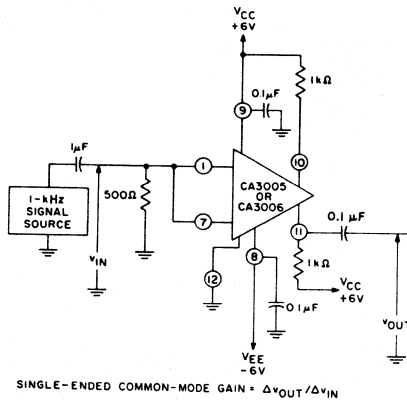 VCC
+6V
1kΩ
0.1μF
9
1μF
1
10
CA3005
OR
CA3006
1-kHz
SIGNAL
SOURCE
500Ω
7
11
0.1μF
vIN
12
8
1kΩ
VCC
+6V
0.1μF
vOUT
VEE
-6V
SINGLE-ENDED COMMON-MODE GAIN = ΔvOUT/ΔvIN